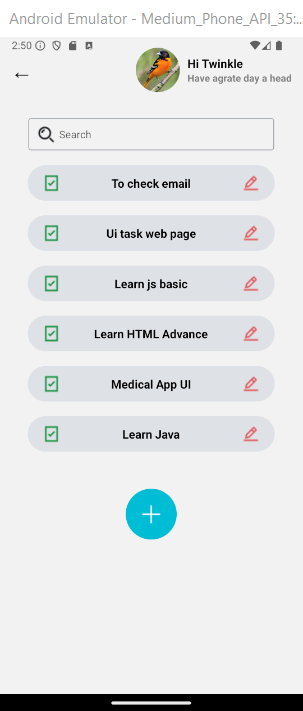 Android Emulator - Medium_Phone_API_35:...
2:50
Hi Twinkle
Have agrate day a head
Search
To check email
Ui task web page
Learn js basic
Learn HTML Advance
Medical App UI
Learn Java